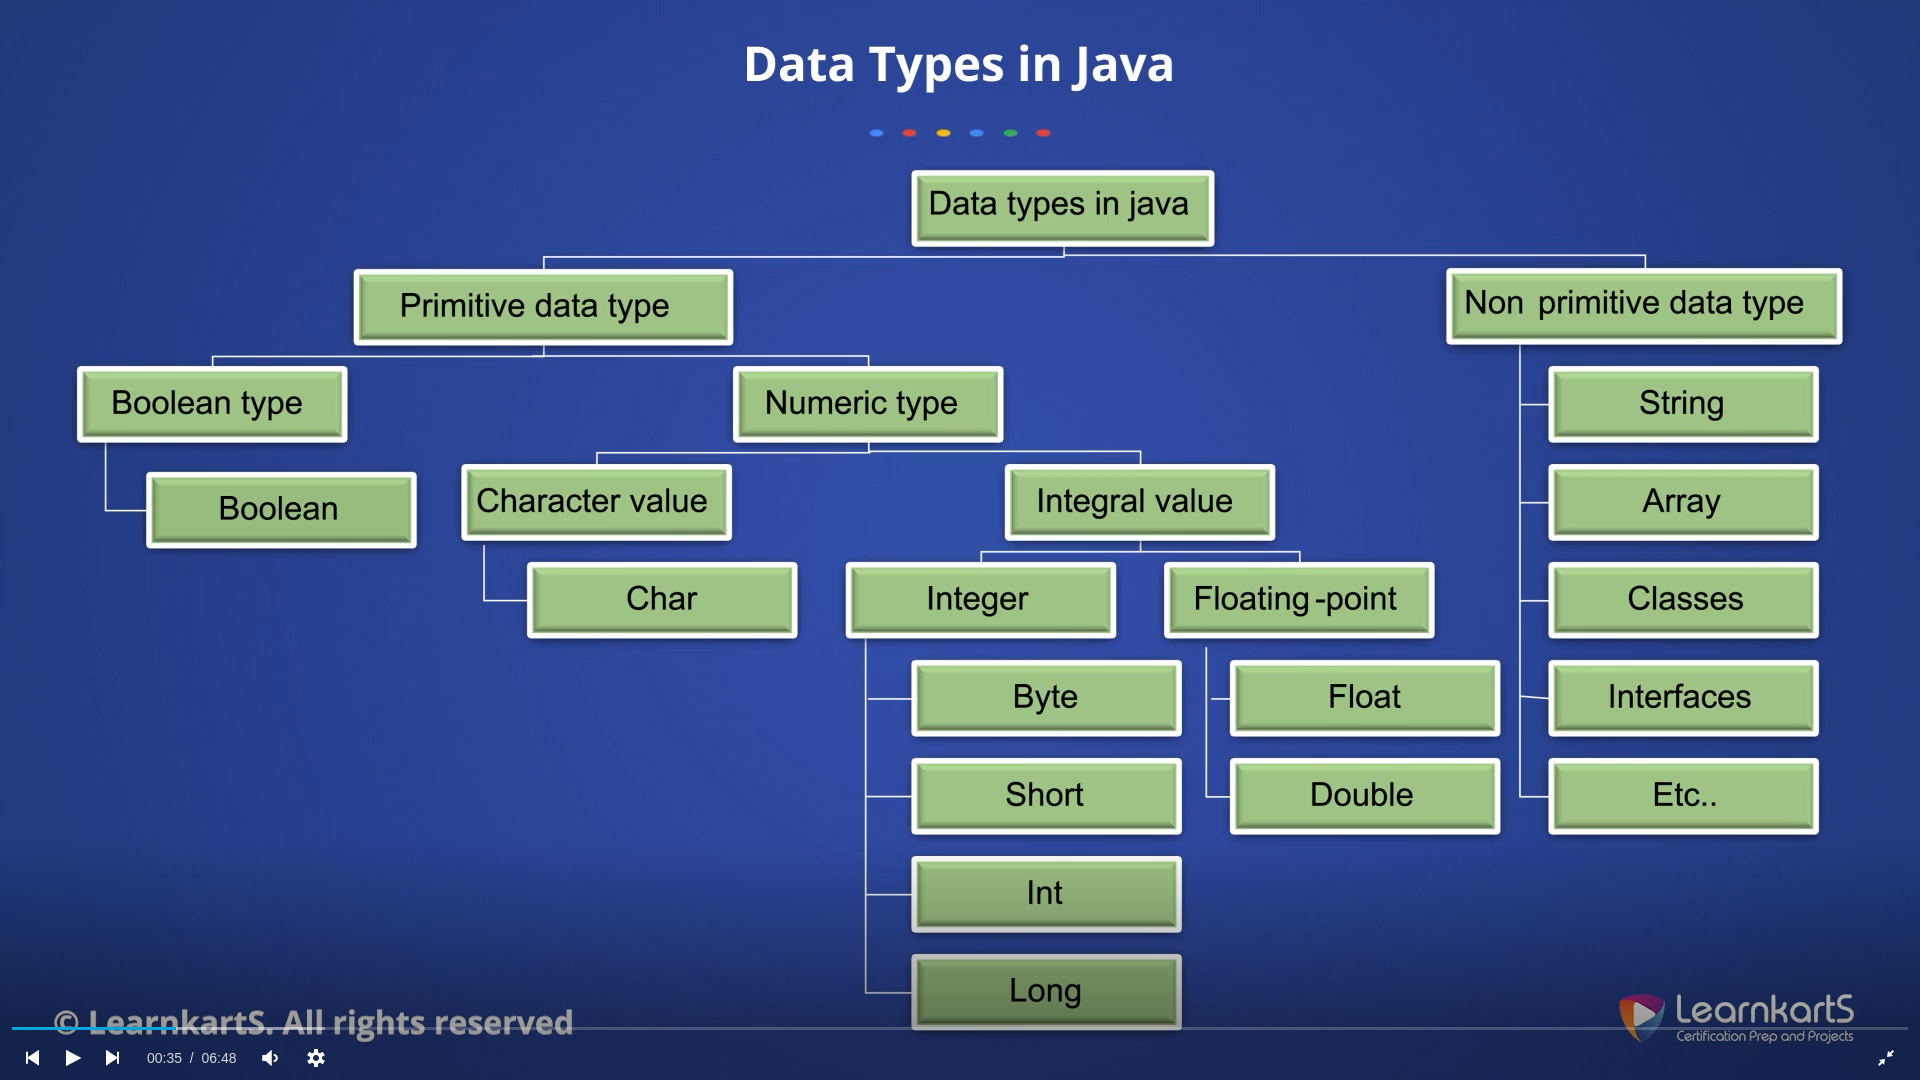 Data Types in Java
Data types in java
Primitive data type
Non primitive data type
Boolean type
Numeric type
String
Boolean
Character value
Integral value
Array
Char
Integer
Floating-point
Classes
Byte
Float
Interfaces
Short
Double
Etc..
Int
Long
© LearnkartS. All rights reserved
LearnkartS
Certification Prep and Projects
00:35 / 06:48